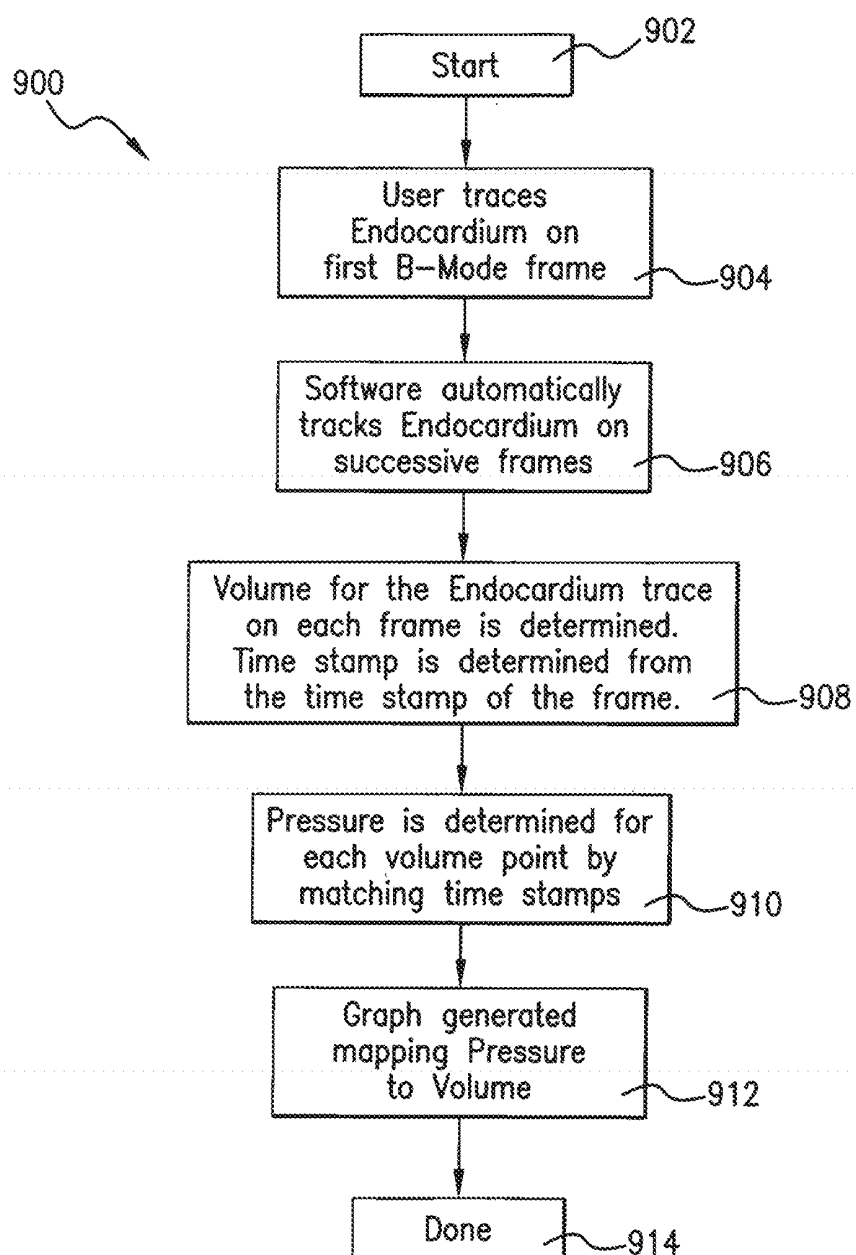 902
Start
900
User traces
Endocardium on
first B-Mode frame
904
Software automatically
tracks Endocardium on
successive frames
906
Volume for the Endocardium trace
on each frame is determined.
Time stamp is determined from
the time stamp of the frame.
908
Pressure is determined for
each volume point by
matching time stamps
910
Graph generated
mapping Pressure
to Volume
912
Done
914